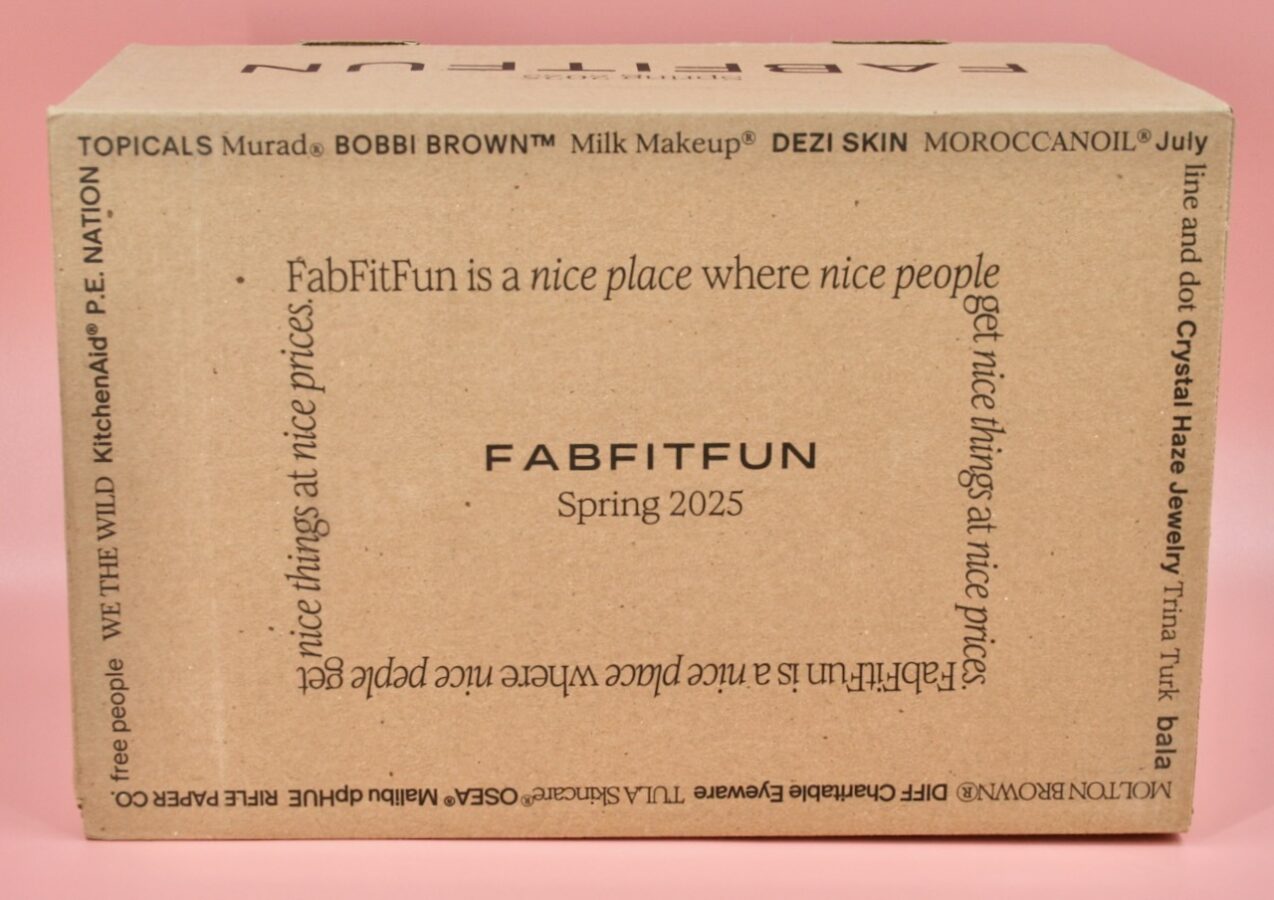 FABFITFUN
Spring 2025
TOPICALS Murad® BOBBI BROWN™ Milk Makeup® DEZI SKIN MOROCCANOIL® July
line and dot Crystal Haze Jewelry Trina Turk bala
MOLTON BROWN® DIFF Charitable Eyeware TULA Skincare® OSEA® Malibu dpHUE RIFLE PAPER CO.
free people WE THE WILD KitchenAid® P.E. NATION
FabFitFun is a nice place where nice people
get nice things at nice prices.
FabFitFun is a nice place where nice peple get
nice things at nice prices.
FABFITFUN
Spring 2025